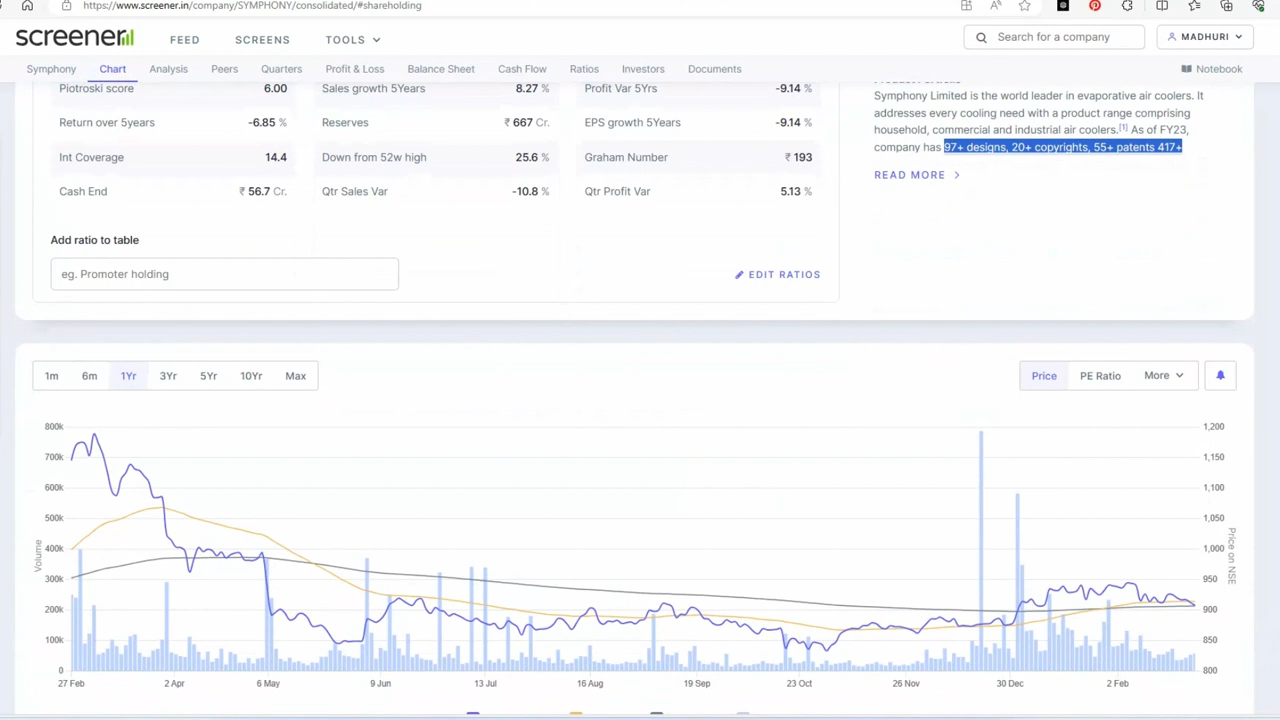 https://www.screener.in/company/SYMPHONY/consolidated/#shareholding
screener
FEED SCREENS TOOLS
Search for a company
MADHURI
Symphony Chart Analysis Peers Quarters Profit & Loss Balance Sheet Cash Flow Ratios Investors Documents Notebook
Piotroski score 6.00 Sales growth 5Years 8.27 % Profit Var 5Yrs -9.14 %
Return over 5years -6.85 % Reserves ₹ 667 Cr. EPS growth 5Years -9.14 %
Int Coverage 14.4 Down from 52w high 25.6 % Graham Number ₹ 193
Cash End ₹ 56.7 Cr. Qtr Sales Var -10.8 % Qtr Profit Var 5.13 %
Add ratio to table
eg. Promoter holding
EDIT RATIOS
Symphony Limited is the world leader in evaporative air coolers. It
addresses every cooling need with a product range comprising
household, commercial and industrial air coolers.[1] As of FY23,
company has 97+ designs, 20+ copyrights, 55+ patents 417+
READ MORE
1m 6m 1Yr 3Yr 5Yr 10Yr Max
Price PE Ratio More
800k 1,200
700k 1,150
600k 1,100
500k 1,050
400k 1,000
300k 950
200k 900
100k 850
0 800
Volume
Price on NSE
27 Feb 2 Apr 6 May 9 Jun 13 Jul 16 Aug 19 Sep 23 Oct 26 Nov 30 Dec 2 Feb